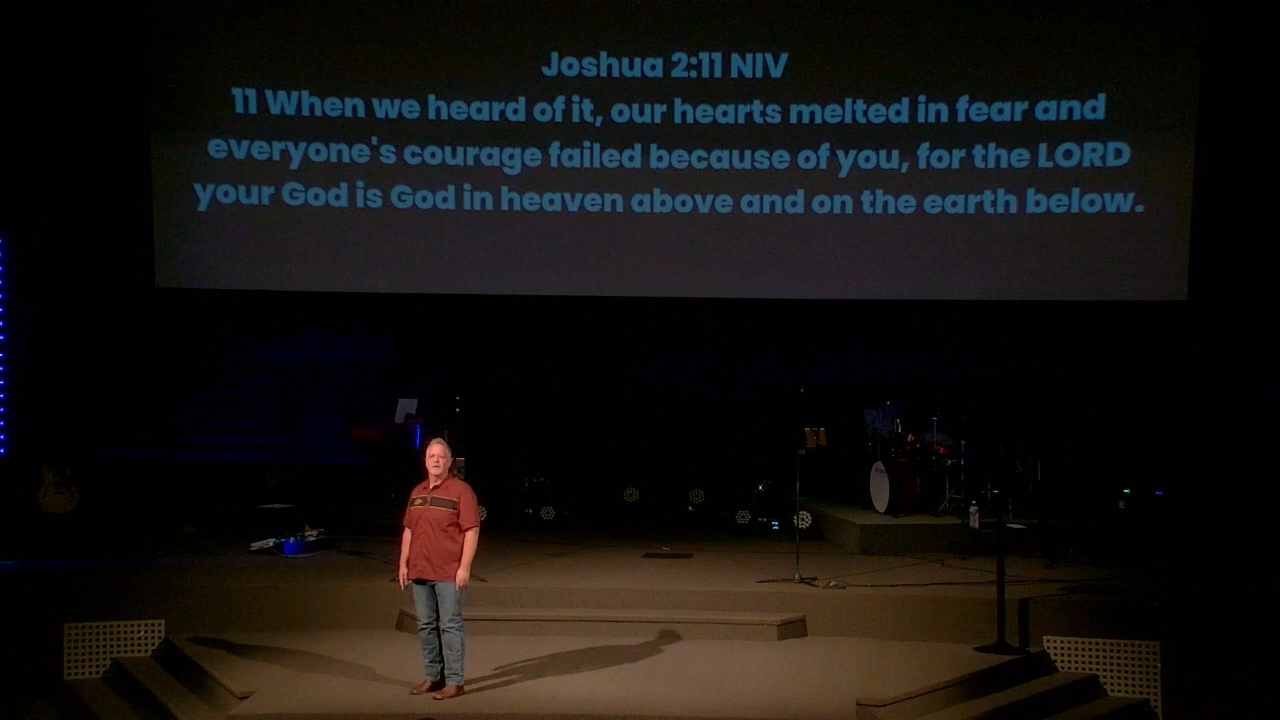 Joshua 2:11 NIV
11 When we heard of it, our hearts melted in fear and
everyone's courage failed because of you, for the LORD
your God is God in heaven above and on the earth below.